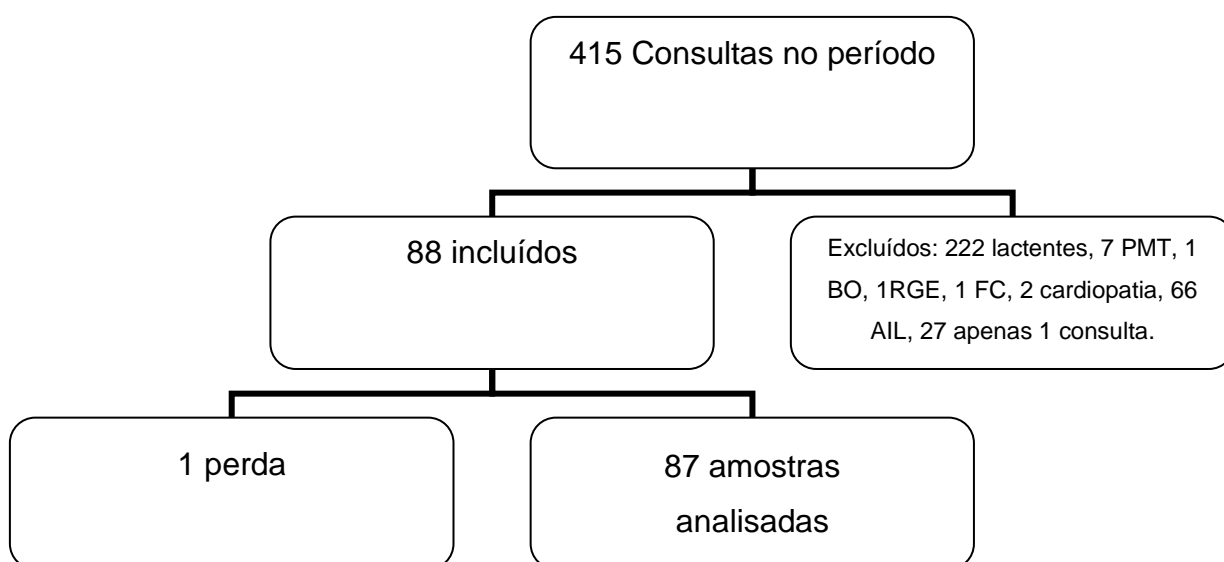 415 Consultas no período
88 incluídos
Excluídos: 222 lactentes, 7 PMT, 1
BO, 1RGE, 1 FC, 2 cardiopatia, 66
AIL, 27 apenas 1 consulta.
1 perda
87 amostras
analisadas